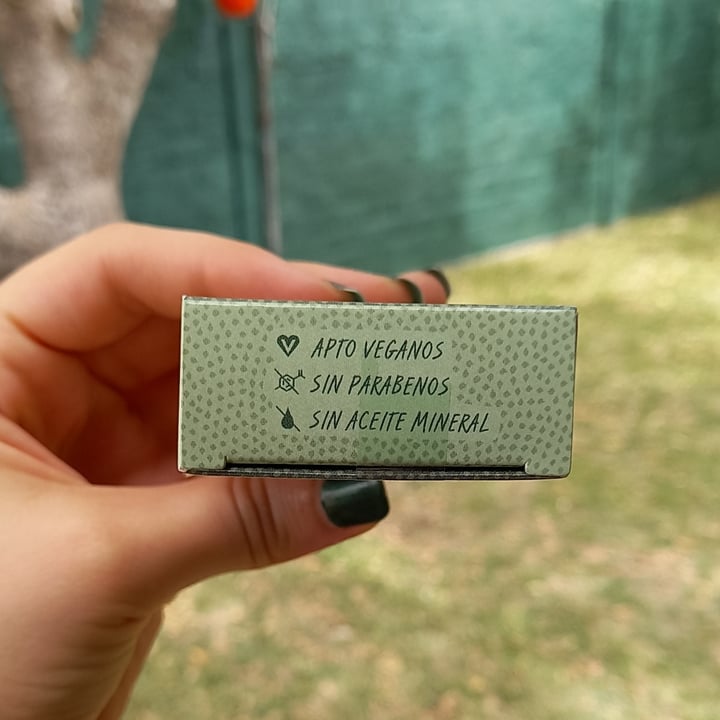 APTO VEGANOS
SIN PARABENOS
SIN ACEITE MINERAL